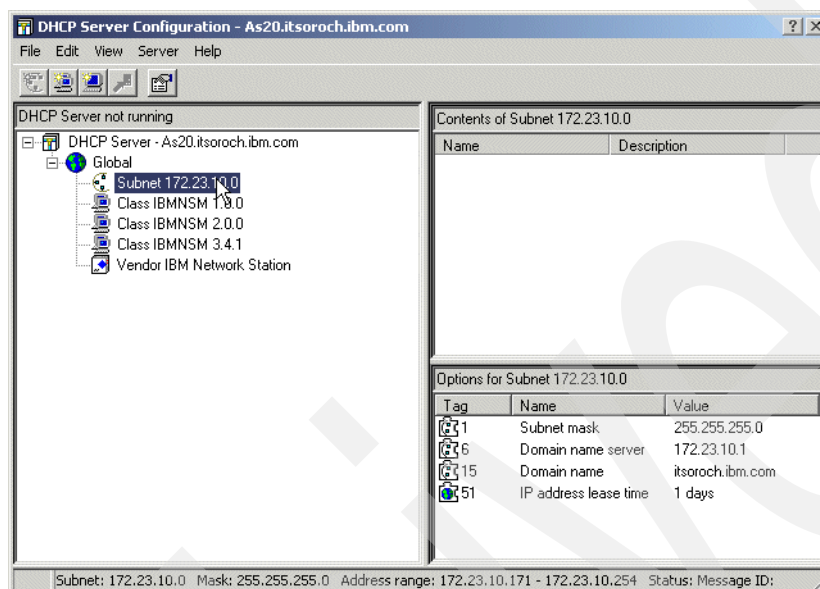 DHCP Server Configuration - As20.itsoroch.ibm.com
File Edit View Server Help
DHCP Server not running
DHCP Server - As20.itsoroch.ibm.com
Global
Subnet 172.23.10.0
Class IBMNSM 1.0.0
Class IBMNSM 2.0.0
Class IBMNSM 3.4.1
Vendor IBM Network Station
Contents of Subnet 172.23.10.0
Name Description
Options for Subnet 172.23.10.0
Tag Name Value
1 Subnet mask 255.255.255.0
6 Domain name server 172.23.10.1
15 Domain name itsoroch.ibm.com
51 IP address lease time 1 days
Subnet: 172.23.10.0 Mask: 255.255.255.0 Address range: 172.23.10.171 - 172.23.10.254 Status: Message ID: